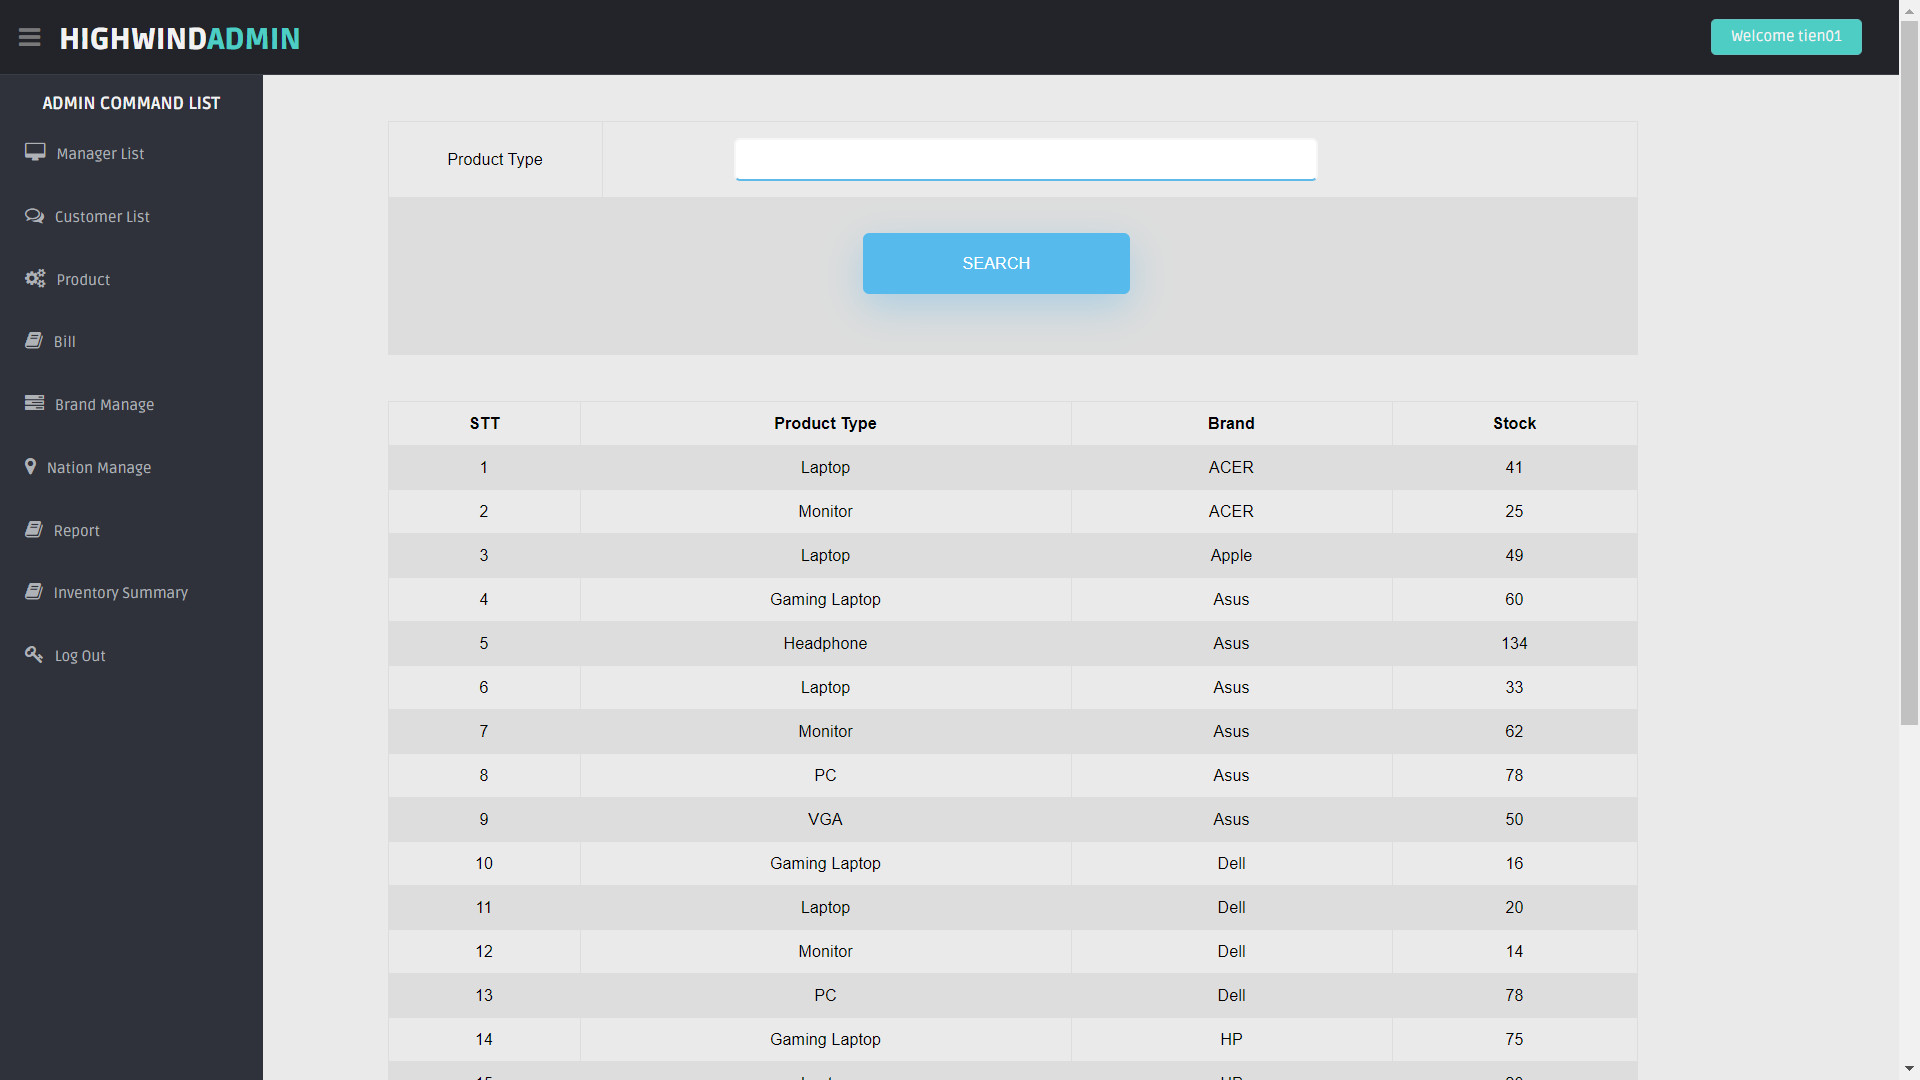 HIGHWINDADMIN
Welcome tien01
ADMIN COMMAND LIST
Manager List
Customer List
Product
Bill
Brand Manage
Nation Manage
Report
Inventory Summary
Log Out
Product Type
SEARCH
STT Product Type Brand Stock
1 Laptop ACER 41
2 Monitor ACER 25
3 Laptop Apple 49
4 Gaming Laptop Asus 60
5 Headphone Asus 134
6 Laptop Asus 33
7 Monitor Asus 62
8 PC Asus 78
9 VGA Asus 50
10 Gaming Laptop Dell 16
11 Laptop Dell 20
12 Monitor Dell 14
13 PC Dell 78
14 Gaming Laptop HP 75